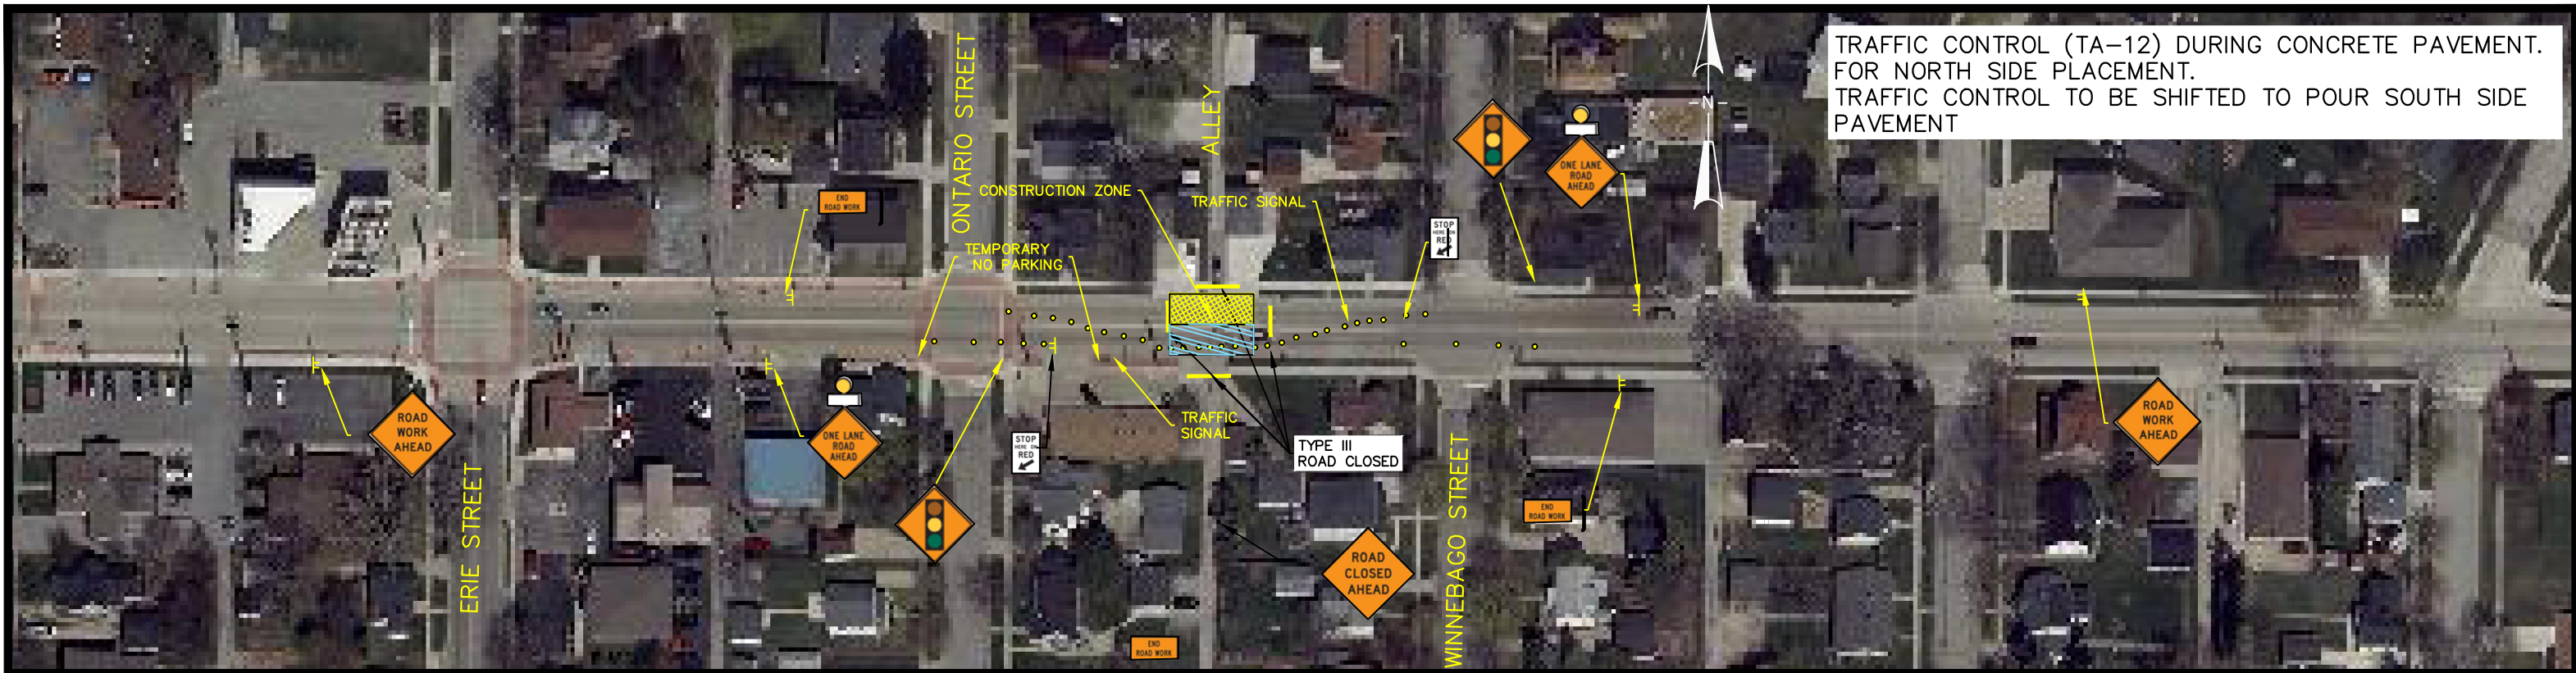 TRAFFIC CONTROL (TA-12) DURING CONCRETE PAVEMENT.
FOR NORTH SIDE PLACEMENT.
TRAFFIC CONTROL TO BE SHIFTED TO POUR SOUTH SIDE
PAVEMENT
ONTARIO STREET
ALLEY
-N-
ONE LANE
ROAD
AHEAD
END
ROAD WORK
CONSTRUCTION ZONE
TRAFFIC SIGNAL
STOP
HERE ON
RED
TEMPORARY
NO PARKING
ROAD
WORK
AHEAD
ERIE STREET
ONE LANE
ROAD
AHEAD
STOP
HERE ON
RED
TRAFFIC
SIGNAL
TYPE III
ROAD CLOSED
WINNEBAGO STREET
END
ROAD WORK
ROAD
WORK
AHEAD
ROAD
CLOSED
AHEAD
END
ROAD WORK